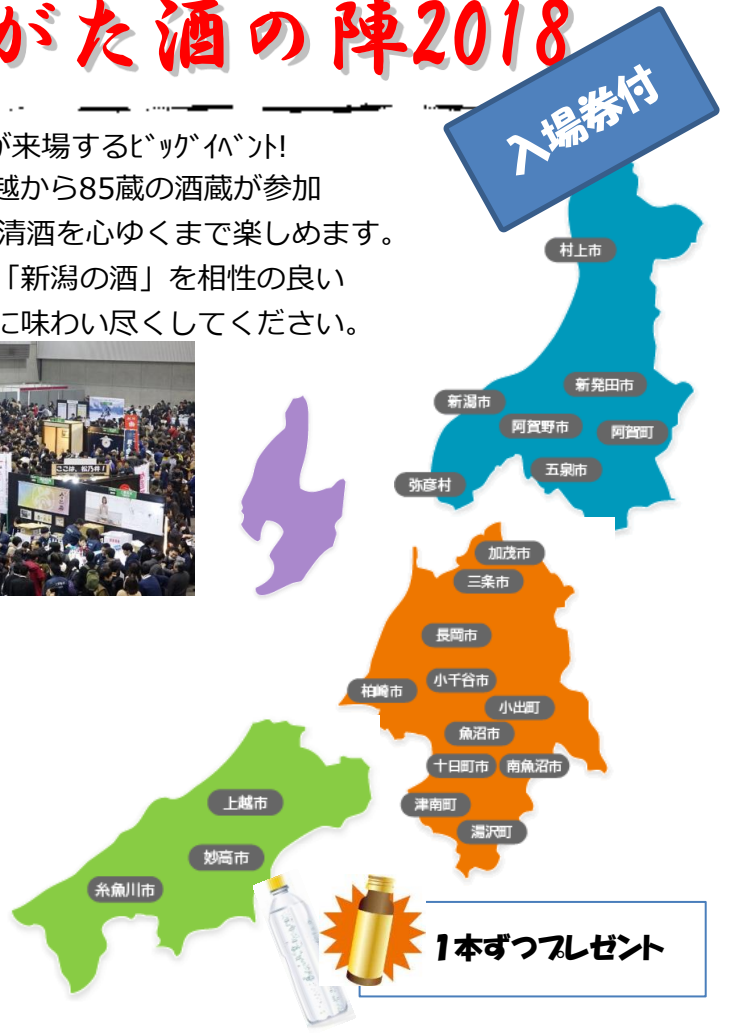 がた酒の陣2018
入場券付
が来場するﾋﾞｯｸﾞｲﾍﾞﾝﾄ!
越から85蔵の酒蔵が参加
清酒を心ゆくまで楽しめます。
「新潟の酒」を相性の良い
に味わい尽くしてください。
村上市
新発田市
新潟市
阿賀野市
阿賀町
五泉市
弥彦村
加茂市
三条市
長岡市
小千谷市
柏崎市
小出町
魚沼市
十日町市
南魚沼市
津南町
湯沢町
上越市
妙高市
糸魚川市
1本ずつプレゼント